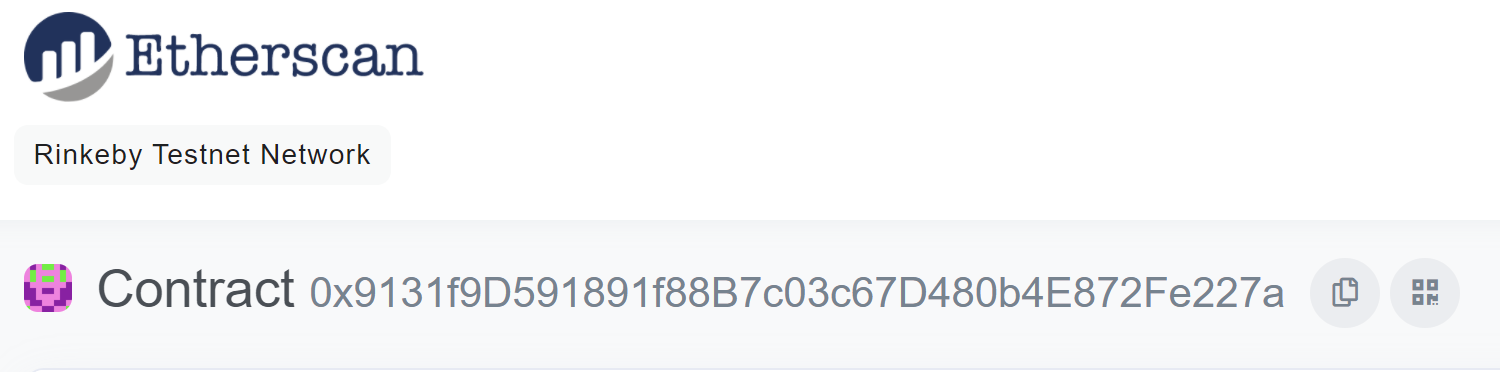 Etherscan
Rinkeby Testnet Network
Contract 0x9131f9D591891f88B7c03c67D480b4E872Fe227a